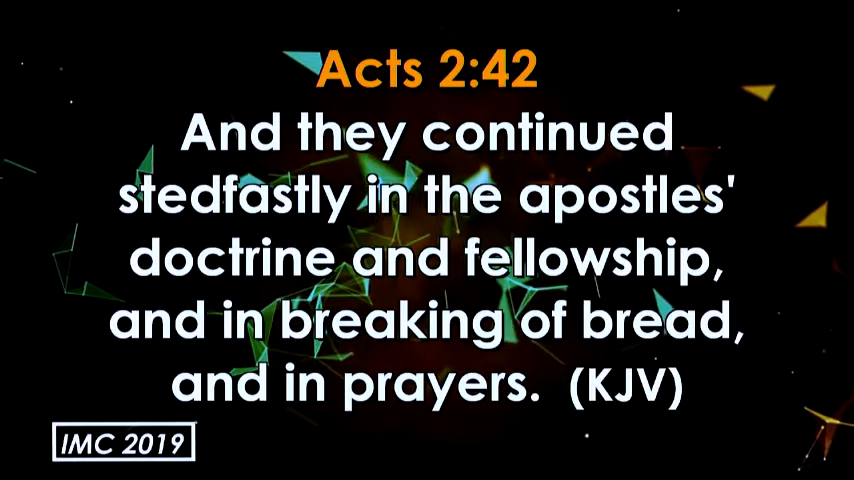 Acts 2:42
And they continued
stedfastly in the apostles'
doctrine and fellowship,
and in breaking of bread,
and in prayers. (KJV)
IMC 2019